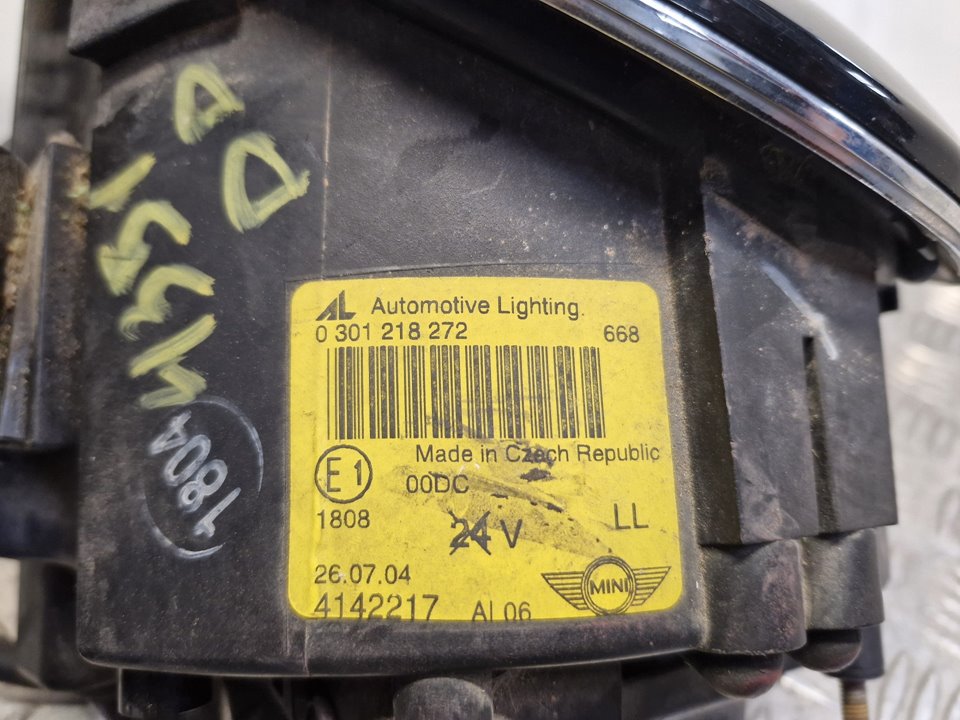 AL Automotive Lighting.
0 301 218 272 668
Made in Czech Republic
E1
00DC
1808
24 V
LL
26.07.04
MINI
4142217 AL 06
1804